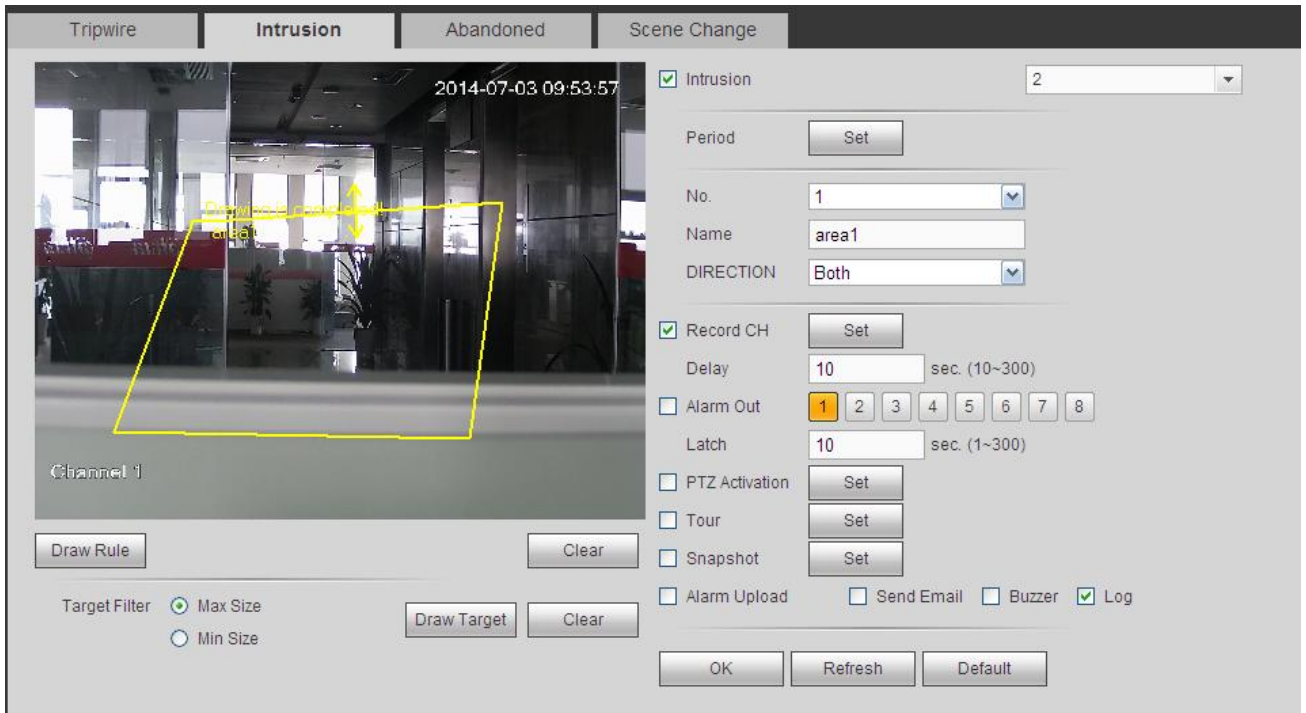 Tripwire Intrusion Abandoned Scene Change
2014-07-03 09:53:57
Drawing is completed!
area1
Channel 1
Draw Rule Clear
Target Filter Max Size
Min Size
Draw Target Clear
Intrusion 2
Period Set
No. 1
Name area1
DIRECTION Both
Record CH Set
Delay 10 sec. (10~300)
Alarm Out 1 2 3 4 5 6 7 8
Latch 10 sec. (1~300)
PTZ Activation Set
Tour Set
Snapshot Set
Alarm Upload Send Email Buzzer Log
OK Refresh Default